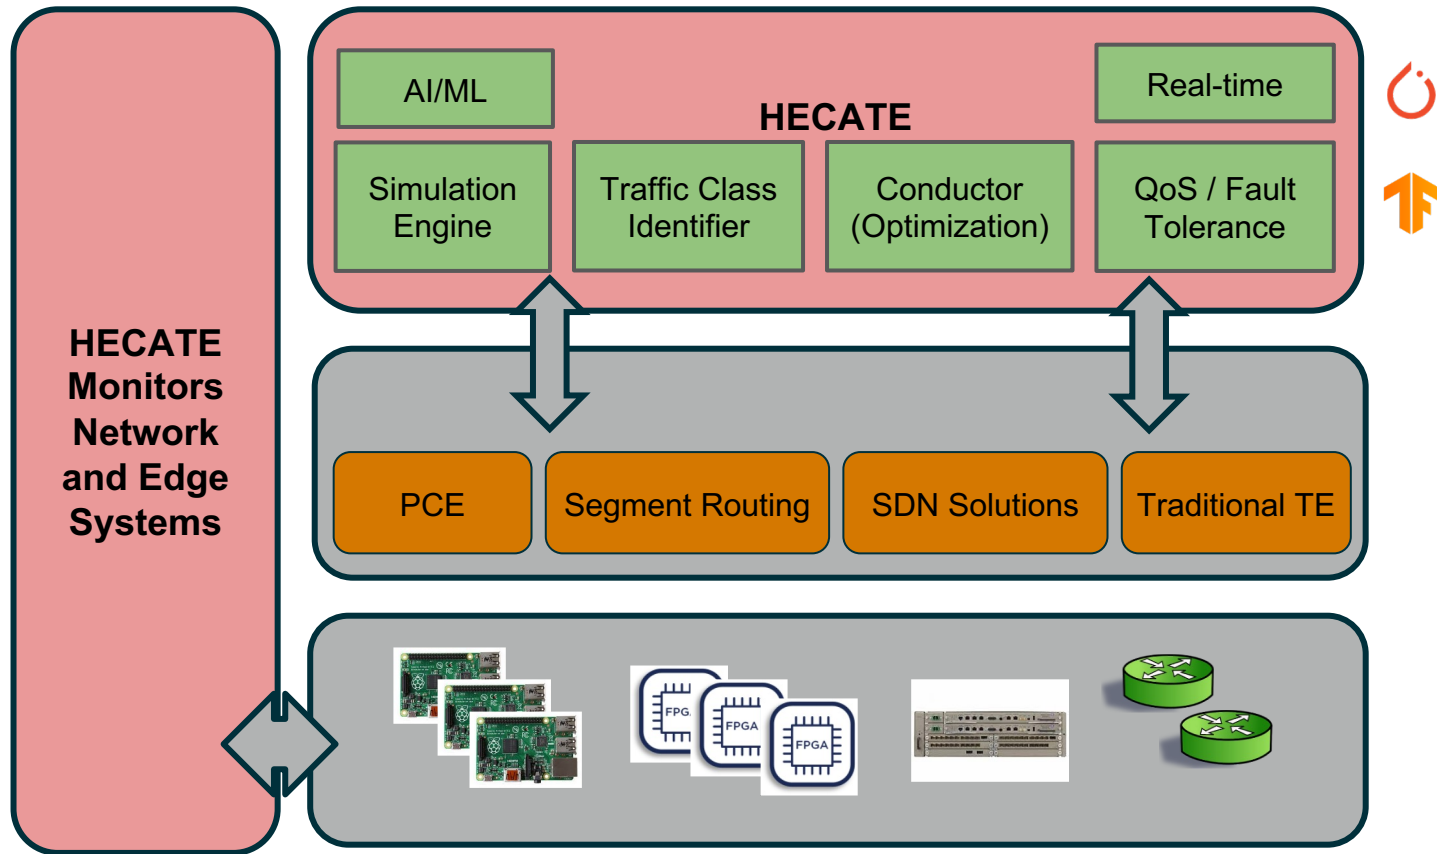 HECATE
Monitors
Network
and Edge
Systems
AI/ML
HECATE
Real-time
Simulation
Engine
Traffic Class
Identifier
Conductor
(Optimization)
QoS / Fault
Tolerance
PCE
Segment Routing
SDN Solutions
Traditional TE
FPGA
FPGA
FPGA